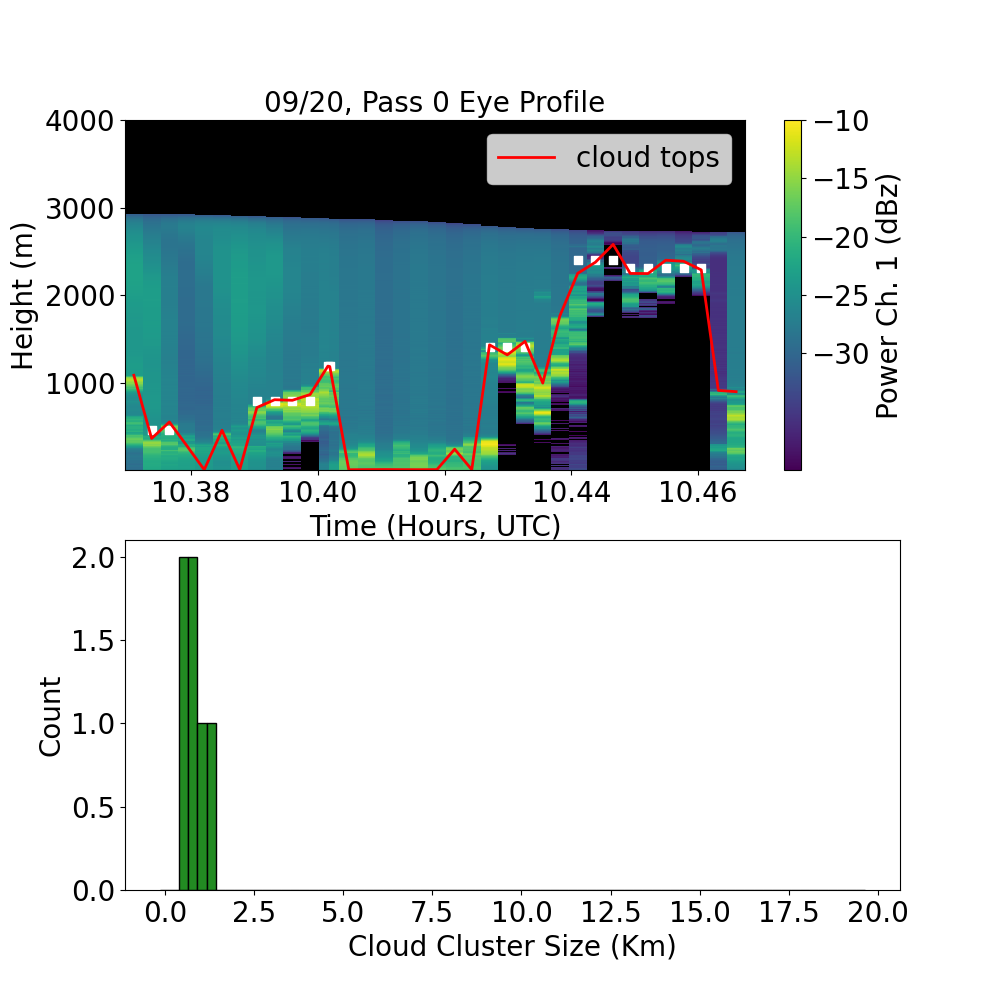 09/20, Pass 0 Eye Profile
cloud tops
4000
3000
2000
1000
Height (m)
10.38 10.40 10.42 10.44 10.46
Time (Hours, UTC)
−10
−15
−20
−25
−30
Power Ch. 1 (dBz)
2.0
1.5
1.0
0.5
0.0
Count
0.0 2.5 5.0 7.5 10.0 12.5 15.0 17.5 20.0
Cloud Cluster Size (Km)